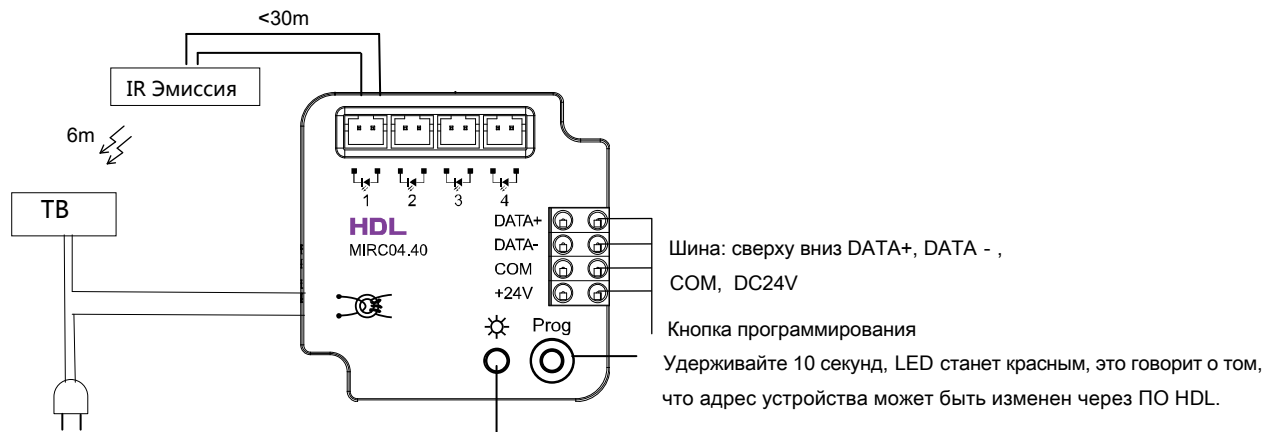 <30m
IR Эмиссия
6m
ТВ
1 2 3 4
HDL
MIRC04.40
DATA+
DATA-
COM
+24V
Prog
Шина: сверху вниз DATA+, DATA - ,
COM, DC24V
Кнопка программирования
Удерживайте 10 секунд, LED станет красным, это говорит о том,
что адрес устройства может быть изменен через ПО HDL.